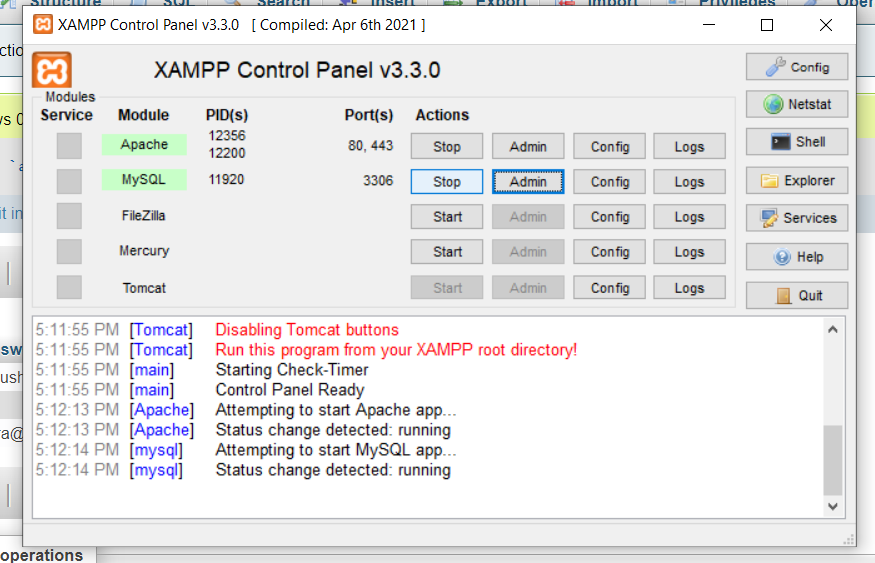 Structure SQL Search Insert Export Import Privileges Oper
XAMPP Control Panel v3.3.0 [ Compiled: Apr 6th 2021 ]
XAMPP Control Panel v3.3.0
Config
Modules
Service Module PID(s) Port(s) Actions
Netstat
Apache 12356 12200 80, 443 Stop Admin Config Logs
Shell
MySQL 11920 3306 Stop Admin Config Logs
Explorer
FileZilla Start Admin Config Logs
Services
Mercury Start Admin Config Logs
Help
Tomcat Start Admin Config Logs
Quit
5:11:55 PM [Tomcat] Disabling Tomcat buttons
5:11:55 PM [Tomcat] Run this program from your XAMPP root directory!
5:11:55 PM [main] Starting Check-Timer
5:11:55 PM [main] Control Panel Ready
5:12:13 PM [Apache] Attempting to start Apache app...
5:12:13 PM [Apache] Status change detected: running
5:12:14 PM [mysql] Attempting to start MySQL app...
5:12:14 PM [mysql] Status change detected: running
operations